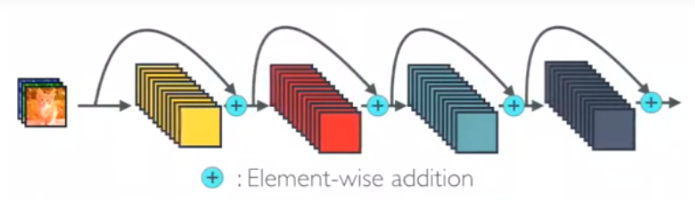 + + + +
+ : Element-wise addition